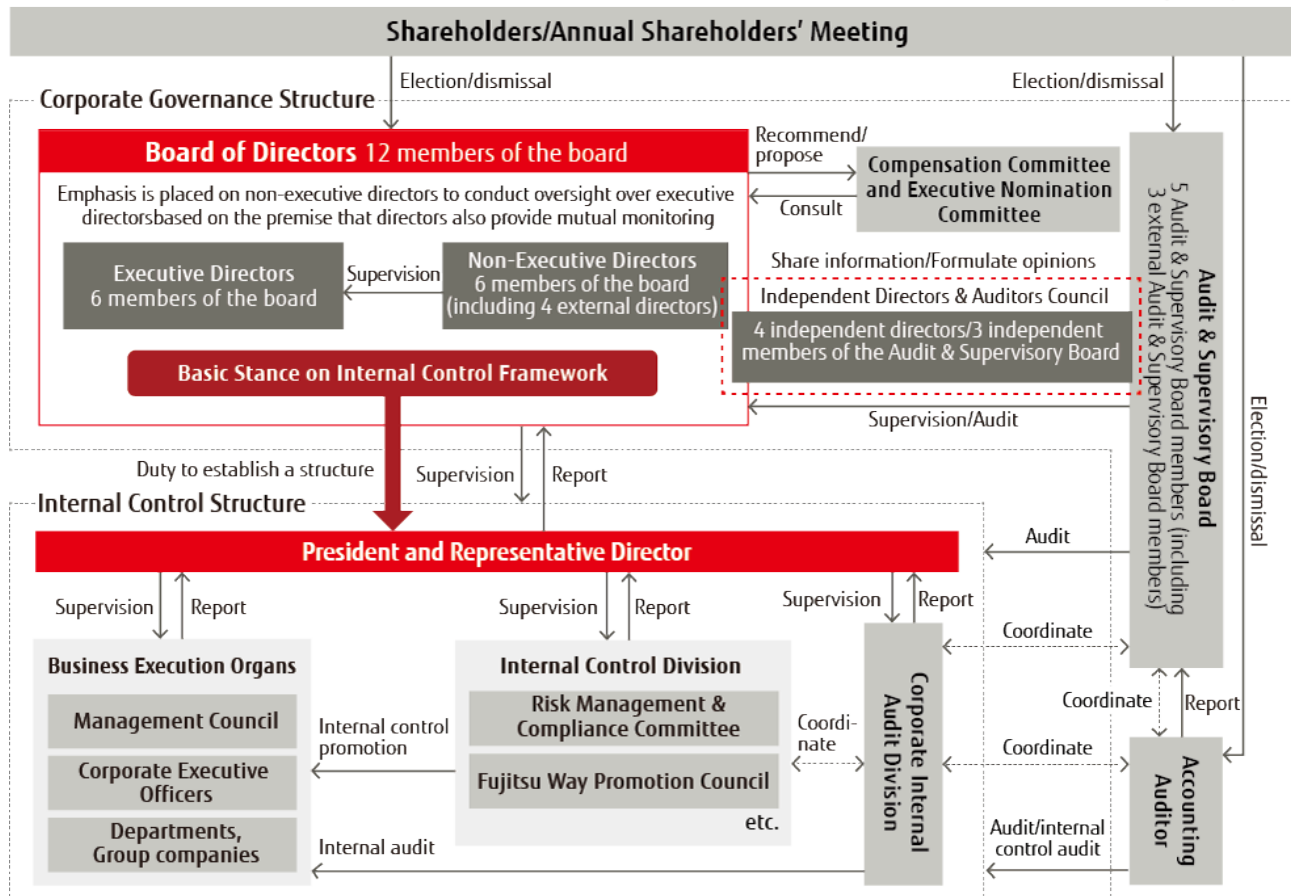 Shareholders/Annual Shareholders' Meeting
Election/dismissal
Election/dismissal
Corporate Governance Structure
Board of Directors 12 members of the board
Emphasis is placed on non-executive directors to conduct oversight over executive
directorsbased on the premise that directors also provide mutual monitoring
Executive Directors
6 members of the board
Supervision
Non-Executive Directors
6 members of the board
(including 4 external directors)
Basic Stance on Internal Control Framework
Recommend/
propose
Consult
Compensation Committee
and Executive Nomination
Committee
Share information/Formulate opinions
Independent Directors & Auditors Council
4 independent directors/3 independent
members of the Audit & Supervisory Board
Supervision/Audit
Audit & Supervisory Board
5 Audit & Supervisory Board members (including
3 external Audit & Supervisory Board members)
Election/dismissal
Duty to establish a structure
Supervision
Report
Internal Control Structure
President and Representative Director
Audit
Supervision
Report
Supervision
Report
Supervision
Report
Business Execution Organs
Management Council
Corporate Executive
Officers
Departments,
Group companies
Internal control
promotion
Internal audit
Internal Control Division
Risk Management &
Compliance Committee
Fujitsu Way Promotion Council
etc.
Coordi-
nate
Corporate Internal
Audit Division
Coordinate
Coordinate
Coordinate
Report
Audit/internal
control audit
Accounting
Auditor